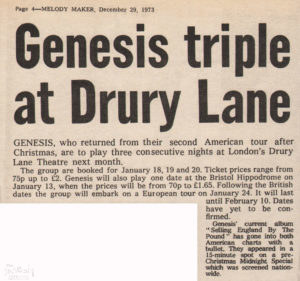 Page 4—MELODY MAKER, December 29, 1973
Genesis triple
at Drury Lane
GENESIS, who returned from their second American tour after
Christmas, are to play three consecutive nights at London's Drury
Lane Theatre next month.
The group are booked for January 18, 19 and 20. Ticket prices range from
75p up to £2. Genesis will also play one date at the Bristol Hippodrome on
January 13, when the prices will be from 70p to £1.65. Following the British
dates the group will embark on a European tour on January 24. It will last
until February 10. Dates
have yet to be con-
firmed.
Genesis' current album
"Selling England By The
Pound" has gone into both
American charts with a
bullet. They appeared in a
15-minute spot on a pre-
Christmas Midnight Special
which was screened nation-
wide.